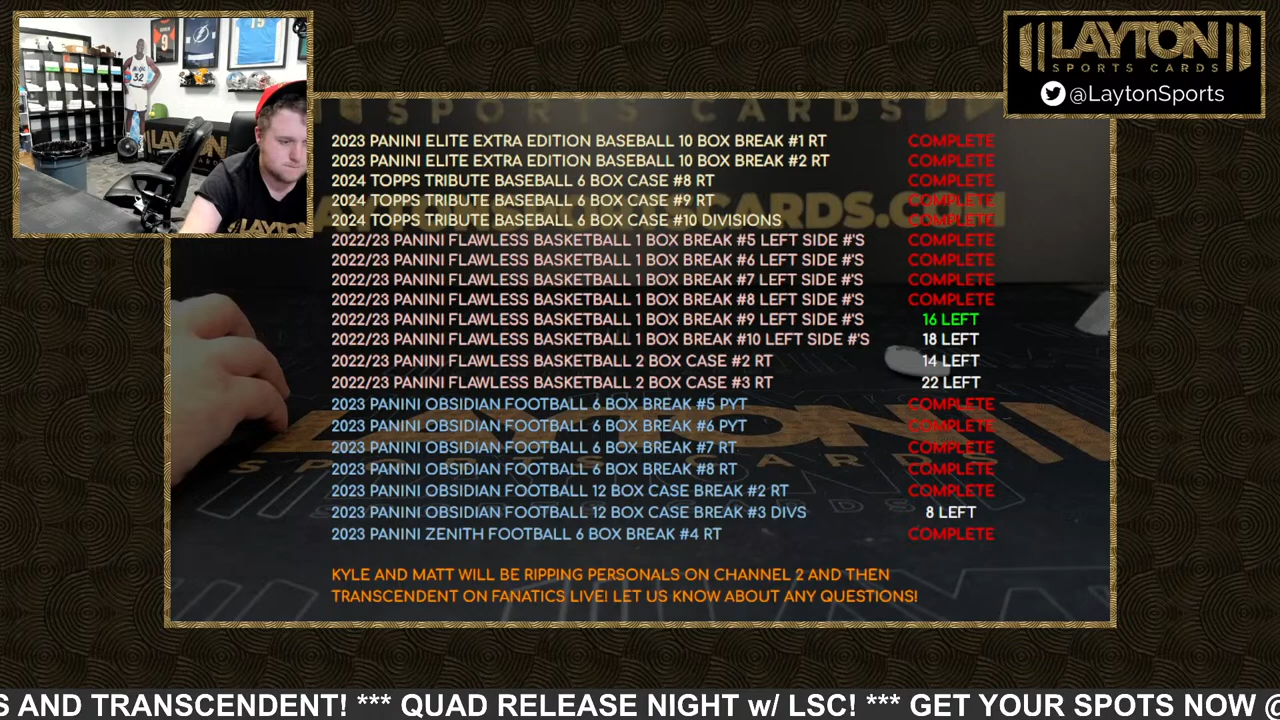 LAYTON
SPORTS CARDS
@LaytonSports
SPORTS CARDS
2023 PANINI ELITE EXTRA EDITION BASEBALL 10 BOX BREAK #1 RT COMPLETE
2023 PANINI ELITE EXTRA EDITION BASEBALL 10 BOX BREAK #2 RT COMPLETE
2024 TOPPS TRIBUTE BASEBALL 6 BOX CASE #8 RT COMPLETE
2024 TOPPS TRIBUTE BASEBALL 6 BOX CASE #9 RT COMPLETE
2024 TOPPS TRIBUTE BASEBALL 6 BOX CASE #10 DIVISIONS COMPLETE
2022/23 PANINI FLAWLESS BASKETBALL 1 BOX BREAK #5 LEFT SIDE #'S COMPLETE
2022/23 PANINI FLAWLESS BASKETBALL 1 BOX BREAK #6 LEFT SIDE #'S COMPLETE
2022/23 PANINI FLAWLESS BASKETBALL 1 BOX BREAK #7 LEFT SIDE #'S COMPLETE
2022/23 PANINI FLAWLESS BASKETBALL 1 BOX BREAK #8 LEFT SIDE #'S COMPLETE
2022/23 PANINI FLAWLESS BASKETBALL 1 BOX BREAK #9 LEFT SIDE #'S 16 LEFT
2022/23 PANINI FLAWLESS BASKETBALL 1 BOX BREAK #10 LEFT SIDE #'S 18 LEFT
2022/23 PANINI FLAWLESS BASKETBALL 2 BOX CASE #2 RT 14 LEFT
2022/23 PANINI FLAWLESS BASKETBALL 2 BOX CASE #3 RT 22 LEFT
2023 PANINI OBSIDIAN FOOTBALL 6 BOX BREAK #5 PYT COMPLETE
2023 PANINI OBSIDIAN FOOTBALL 6 BOX BREAK #6 PYT COMPLETE
2023 PANINI OBSIDIAN FOOTBALL 6 BOX BREAK #7 RT COMPLETE
2023 PANINI OBSIDIAN FOOTBALL 6 BOX BREAK #8 RT COMPLETE
2023 PANINI OBSIDIAN FOOTBALL 12 BOX CASE BREAK #2 RT COMPLETE
2023 PANINI OBSIDIAN FOOTBALL 12 BOX CASE BREAK #3 DIVS 8 LEFT
2023 PANINI ZENITH FOOTBALL 6 BOX BREAK #4 RT COMPLETE
KYLE AND MATT WILL BE RIPPING PERSONALS ON CHANNEL 2 AND THEN
TRANSCENDENT ON FANATICS LIVE! LET US KNOW ABOUT ANY QUESTIONS!
S AND TRANSCENDENT! *** QUAD RELEASE NIGHT w/ LSC! *** GET YOUR SPOTS NOW @